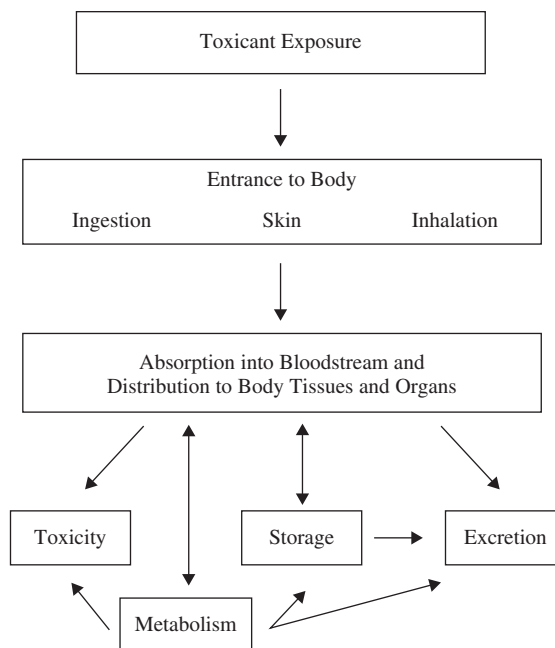 Toxicant Exposure
Entrance to Body
Ingestion Skin Inhalation
Absorption into Bloodstream and
Distribution to Body Tissues and Organs
Toxicity Storage Excretion
Metabolism